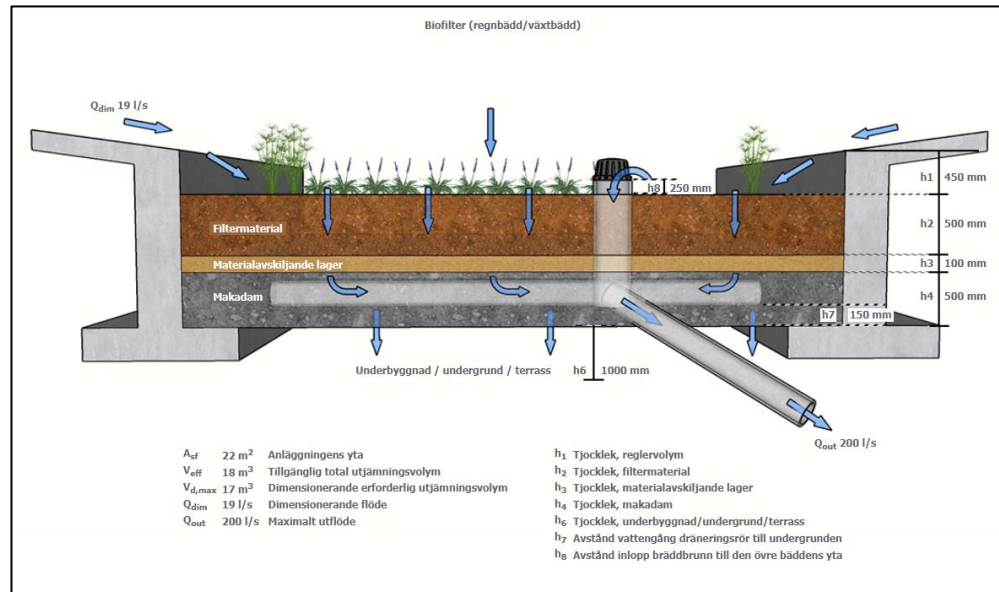 Biofilter (regnbädd/växtbädd)
Qdim 19 l/s
h8 250 mm
h1 450 mm
Filtermaterial
h2 500 mm
Materialavskiljande lager
h3 100 mm
Makadam
h4 500 mm
h7 150 mm
Underbyggnad / undergrund / terrass
h6 1000 mm
Qout 200 l/s
Asf 22 m² Anläggningens yta
Veff 18 m³ Tillgänglig total utjämningsvolym
Vd,max 17 m³ Dimensionerande erforderlig utjämningsvolym
Qdim 19 l/s Dimensionerande flöde
Qout 200 l/s Maximalt utflöde
h1 Tjocklek, reglervolym
h2 Tjocklek, filtermaterial
h3 Tjocklek, materialavskiljande lager
h4 Tjocklek, makadam
h6 Tjocklek, underbyggnad/undergrund/terrass
h7 Avstånd vattengång dräneringsrör till undergrunden
h8 Avstånd inlopp bräddbrunn till den övre bäddens yta